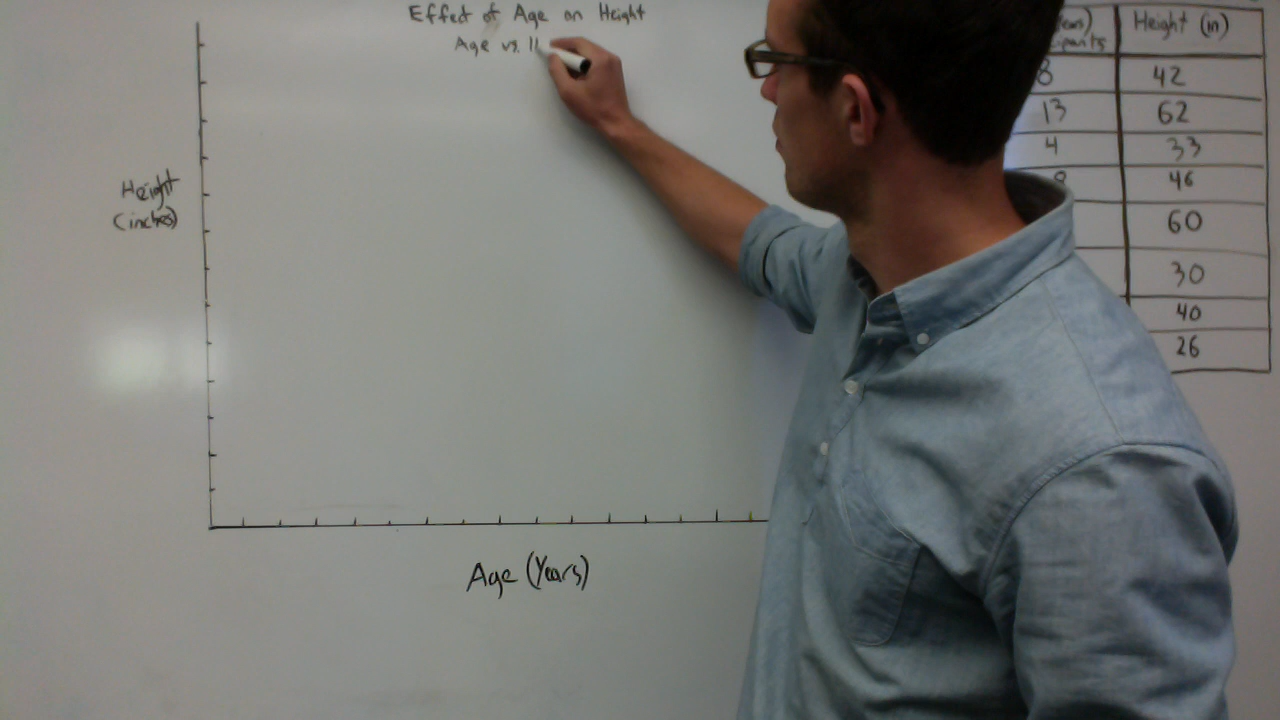 Effect of Age on Height
Age vs. H
Height
(inches)
Age (Years)
Height (in)
8 42
13 62
4 33
46
60
30
40
26